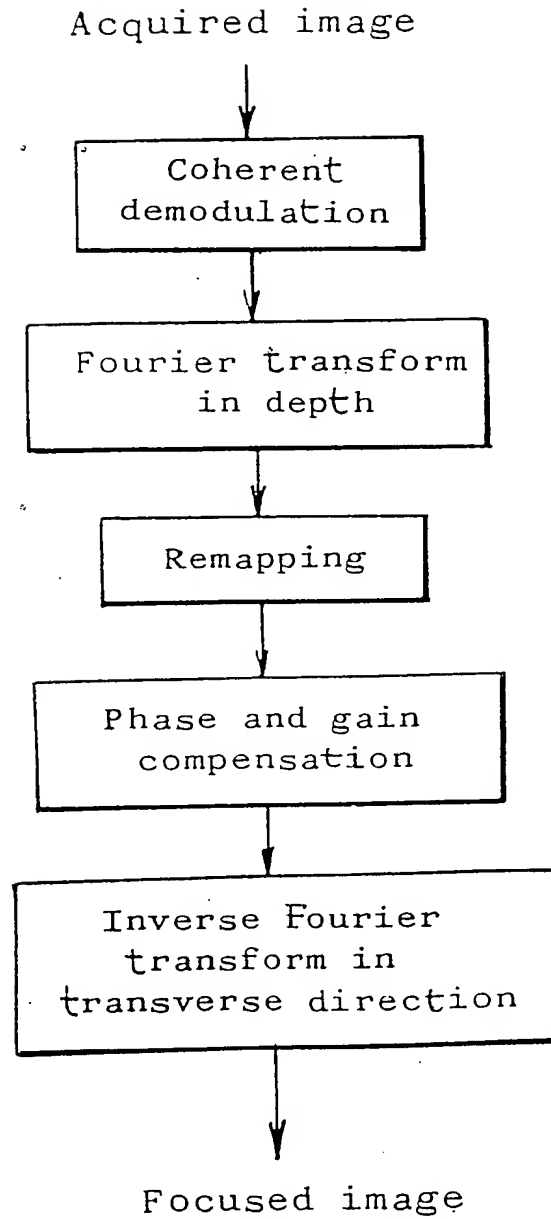 Acquired image
Coherent
demodulation
Fourier transform
in depth
Remapping
Phase and gain
compensation
Inverse Fourier
transform in
transverse direction
Focused image